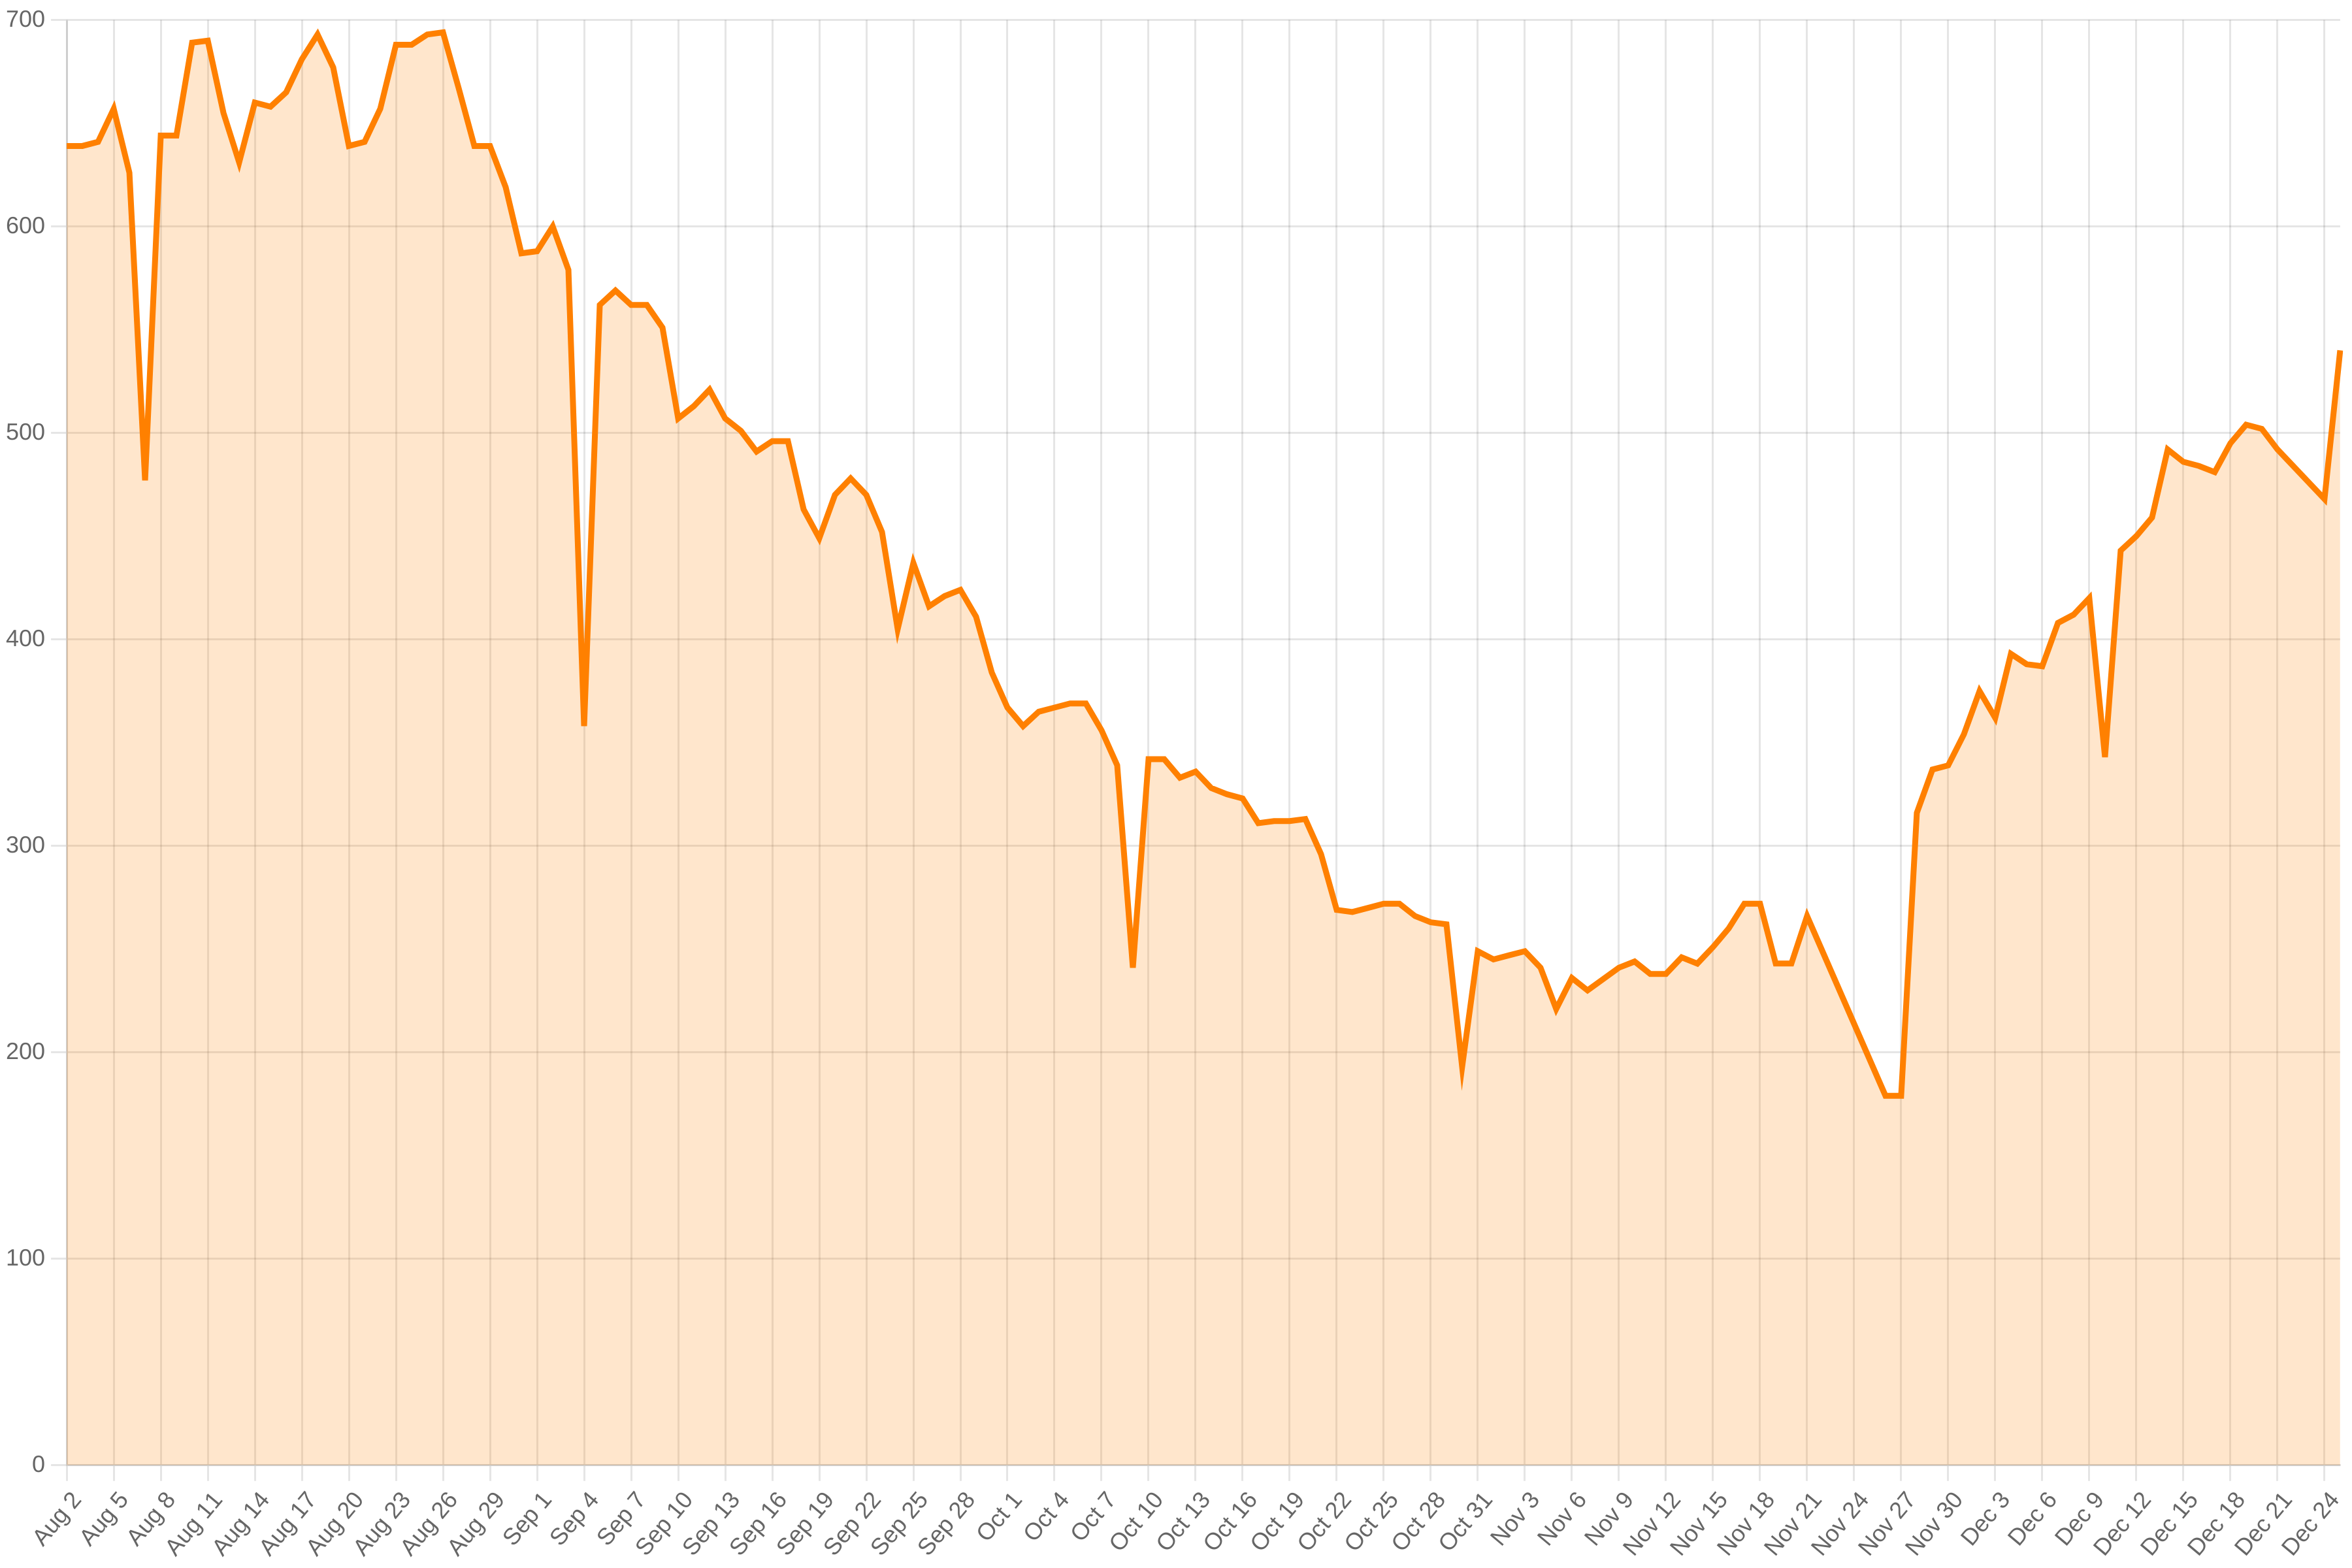 700
600
500
400
300
200
100
0
Aug 2
Aug 5
Aug 8
Aug 11
Aug 14
Aug 17
Aug 20
Aug 23
Aug 26
Aug 29
Sep 1
Sep 4
Sep 7
Sep 10
Sep 13
Sep 16
Sep 19
Sep 22
Sep 25
Sep 28
Oct 1
Oct 4
Oct 7
Oct 10
Oct 13
Oct 16
Oct 19
Oct 22
Oct 25
Oct 28
Oct 31
Nov 3
Nov 6
Nov 9
Nov 12
Nov 15
Nov 18
Nov 21
Nov 24
Nov 27
Nov 30
Dec 3
Dec 6
Dec 9
Dec 12
Dec 15
Dec 18
Dec 21
Dec 24